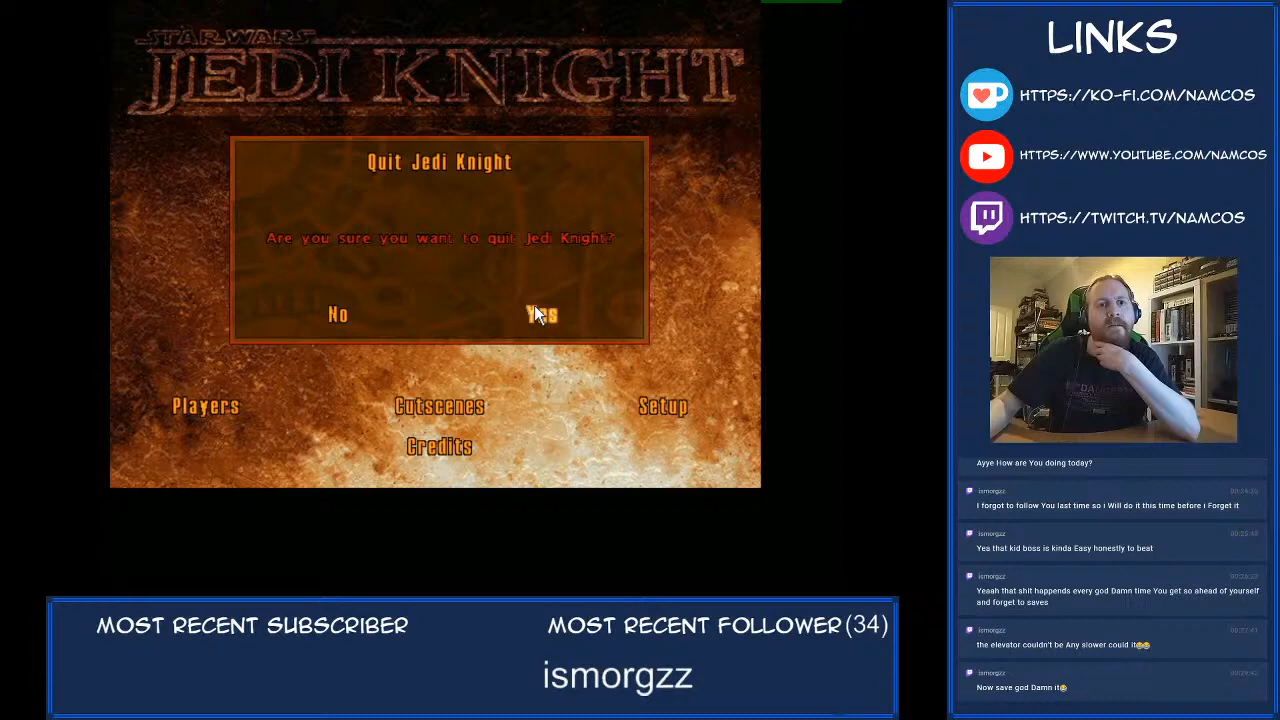 STAR WARS
JEDI KNIGHT
Quit Jedi Knight
Are you sure you want to quit Jedi Knight?
No
Yes
Players
Cutscenes
Setup
Credits
LINKS
HTTPS://KO-FI.COM/NAMCOS
HTTPS://WWW.YOUTUBE.COM/NAMCOS
HTTPS://TWITCH.TV/NAMCOS
Ayye How are You doing today?
ismorgzz
I forgot to follow You last time so i Will do it this time before i Forget it
ismorgzz
Yea that kid boss is kinda Easy honestly to beat
ismorgzz
Yeaah that shit happends every god Damn time You get so ahead of yourself
and forget to saves
ismorgzz
the elevator couldn't be Any slower could it😂😂
ismorgzz
Now save god Damn it😂
MOST RECENT SUBSCRIBER
MOST RECENT FOLLOWER (34)
ismorgzz